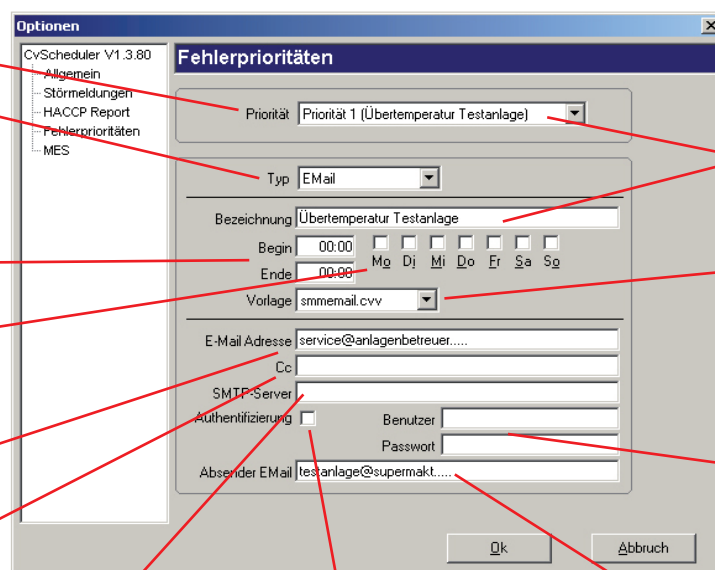 Optionen
CvScheduler V1.3.80
Allgemein
Störmeldungen
HACCP Report
Fehlerprioritäten
MES
Fehlerprioritäten
Priorität Priorität 1 (Übertemperatur Testanlage)
Typ EMail
Bezeichnung Übertemperatur Testanlage
Begin 00:00
Mo Di Mi Do Fr Sa So
Ende 00:00
Vorlage smmemail.cvv
E-Mail Adresse service@anlagenbetreuer.....
Cc
SMTP-Server
Authentifizierung Benutzer
Passwort
Absender EMail testanlage@supermakt.....
Ok Abbruch